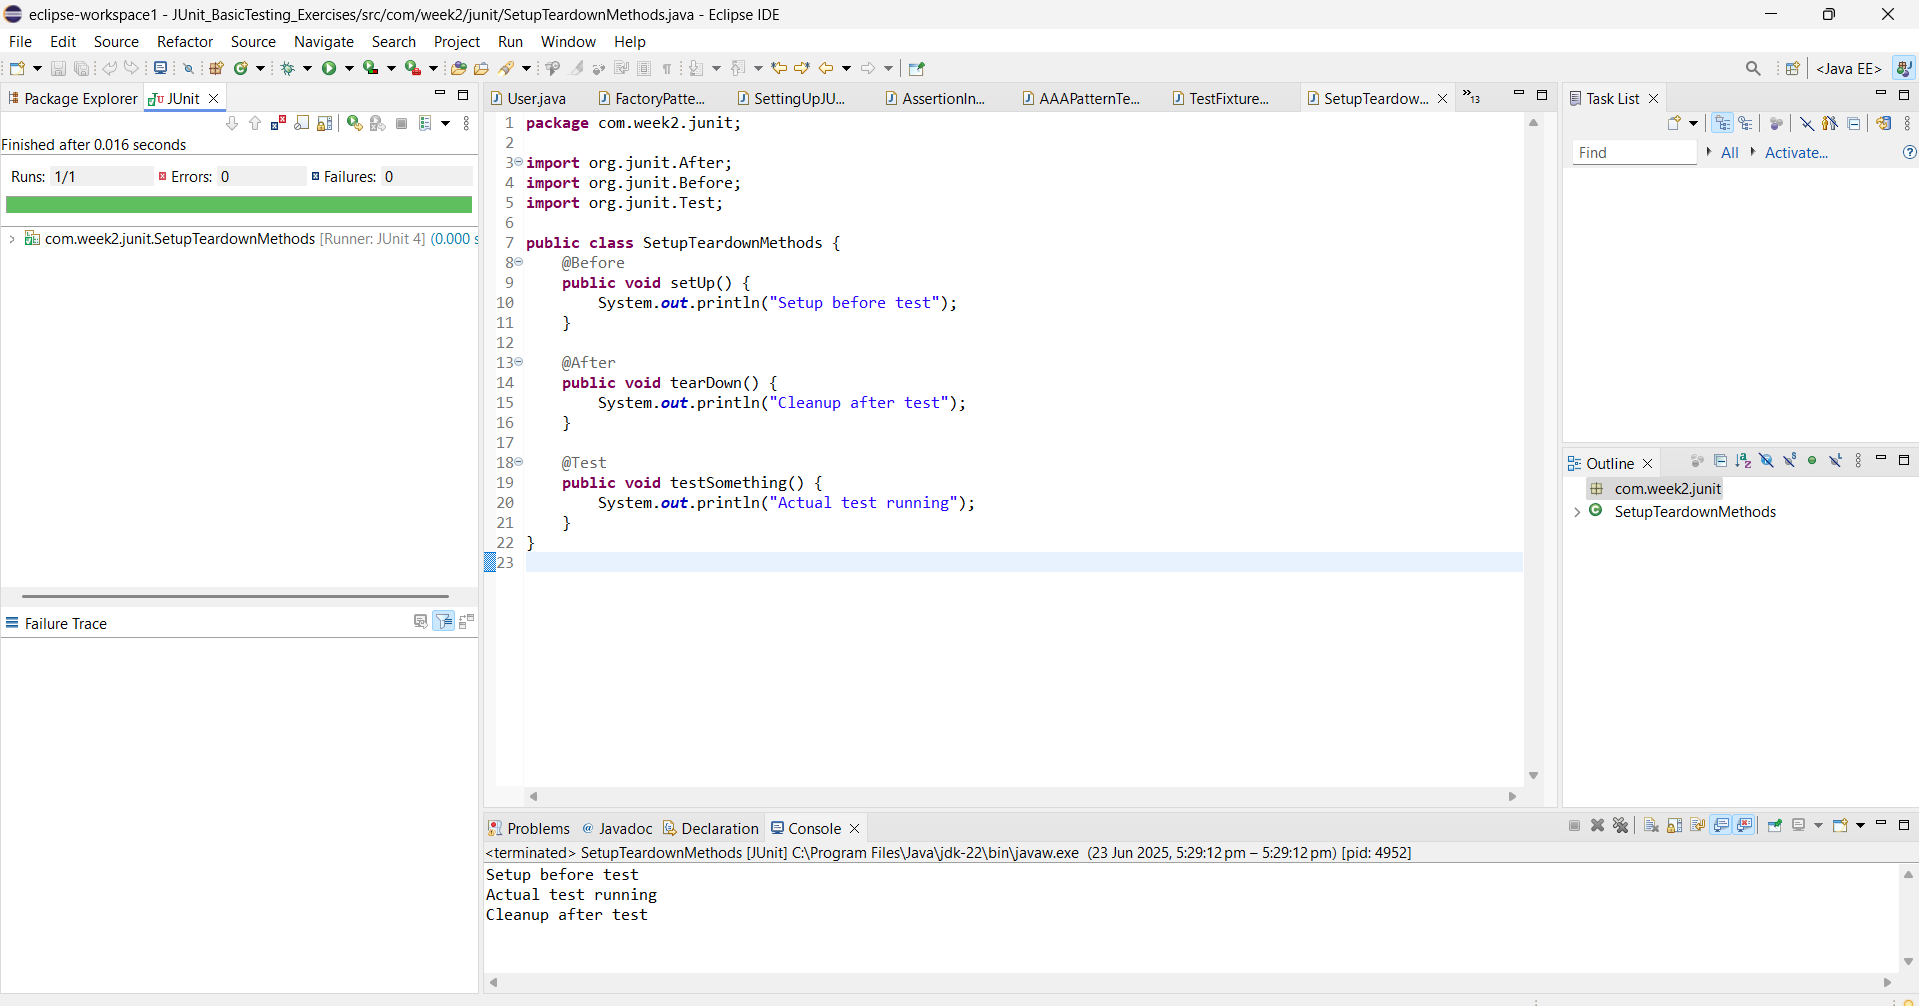 eclipse-workspace1 - JUnit_BasicTesting_Exercises/src/com/week2/junit/SetupTeardownMethods.java - Eclipse IDE
File Edit Source Refactor Source Navigate Search Project Run Window Help
<Java EE>
Package Explorer JUnit
Finished after 0.016 seconds
Runs: 1/1 Errors: 0 Failures: 0
com.week2.junit.SetupTeardownMethods [Runner: JUnit 4] (0.000 s
Failure Trace
User.java FactoryPatte... SettingUpJU... AssertionIn... AAAPatternTe... TestFixture... SetupTeardow... »13
1 package com.week2.junit;
2
3 import org.junit.After;
4 import org.junit.Before;
5 import org.junit.Test;
6
7 public class SetupTeardownMethods {
8     @Before
9     public void setUp() {
10         System.out.println("Setup before test");
11     }
12
13     @After
14     public void tearDown() {
15         System.out.println("Cleanup after test");
16     }
17
18     @Test
19     public void testSomething() {
20         System.out.println("Actual test running");
21     }
22 }
23
Task List
Find All Activate...
Outline
com.week2.junit
SetupTeardownMethods
Problems @ Javadoc Declaration Console
<terminated> SetupTeardownMethods [JUnit] C:\Program Files\Java\jdk-22\bin\javaw.exe (23 Jun 2025, 5:29:12 pm – 5:29:12 pm) [pid: 4952]
Setup before test
Actual test running
Cleanup after test